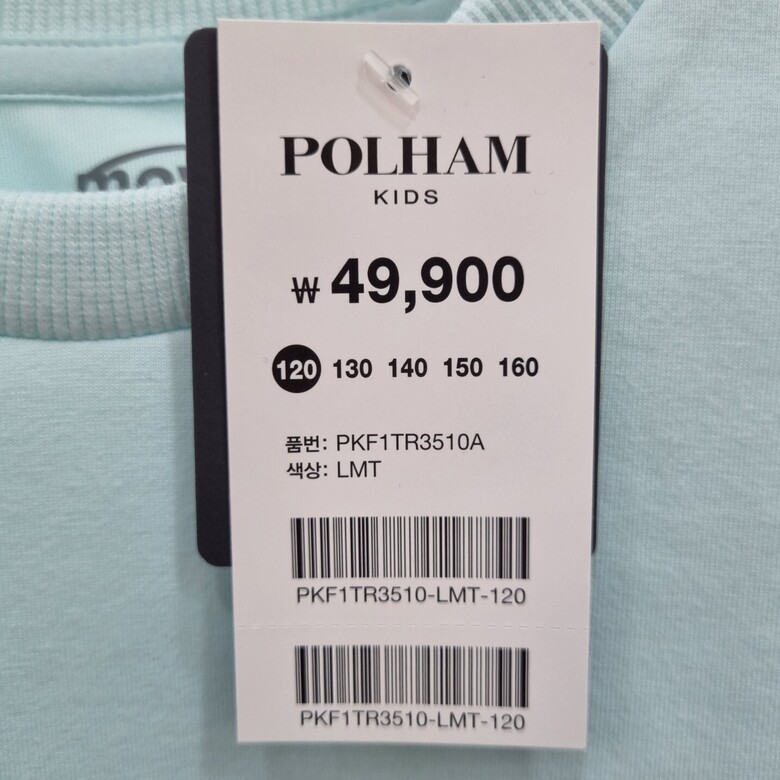 POLHAM
KIDS
₩ 49,900
120 130 140 150 160
품번: PKF1TR3510A
색상: LMT
PKF1TR3510-LMT-120
PKF1TR3510-LMT-120